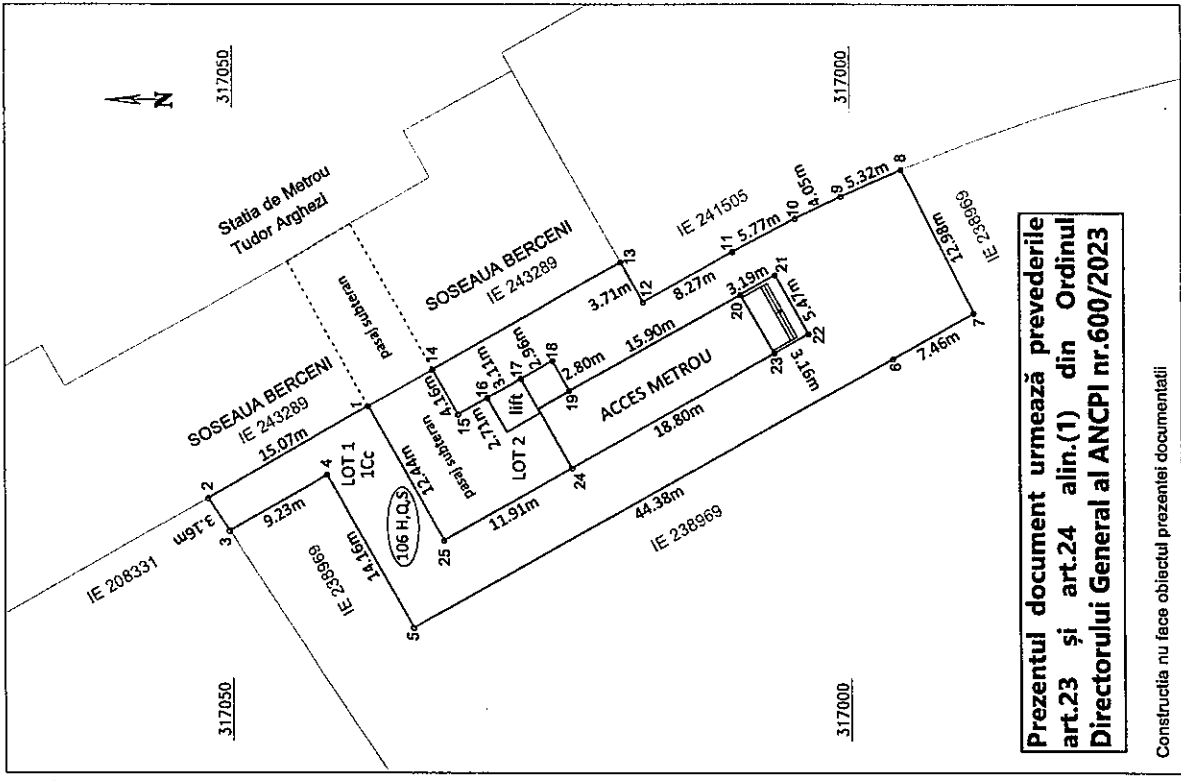 317050
317050
N
Statia de Metrou
Tudor Arghezi
pasaj subteran
SOSEAUA BERCENI
IE 243289
SOSEAUA BERCENI
IE 243289
IE 208331
2
3.16m
3
15.07m
1
9.23m
4
LOT 1
1Cc
12.44m
106 H,Q,S
pasaj subteran
14.16m
IE 238969
5
25
11.91m
24
14
4.16m
15
2.71m
16
3.11m
17
lift
2.96m
18
LOT 2
2.80m
19
13
3.71m
12
IE 241505
8.27m
11
5.77m
10
4.05m
9
5.32m
8
15.90m
20
3.19m
21
5.47m
22
3.16m
23
ACCES METROU
18.80m
44.38m
IE 238969
6
7.46m
7
12.98m
IE 238969
317000
317000
Prezentul document urmează prevederile
art.23 și art.24 alin.(1) din Ordinul
Directorului General al ANCPI nr.600/2023
Constructia nu face obiectul prezentei documentatii